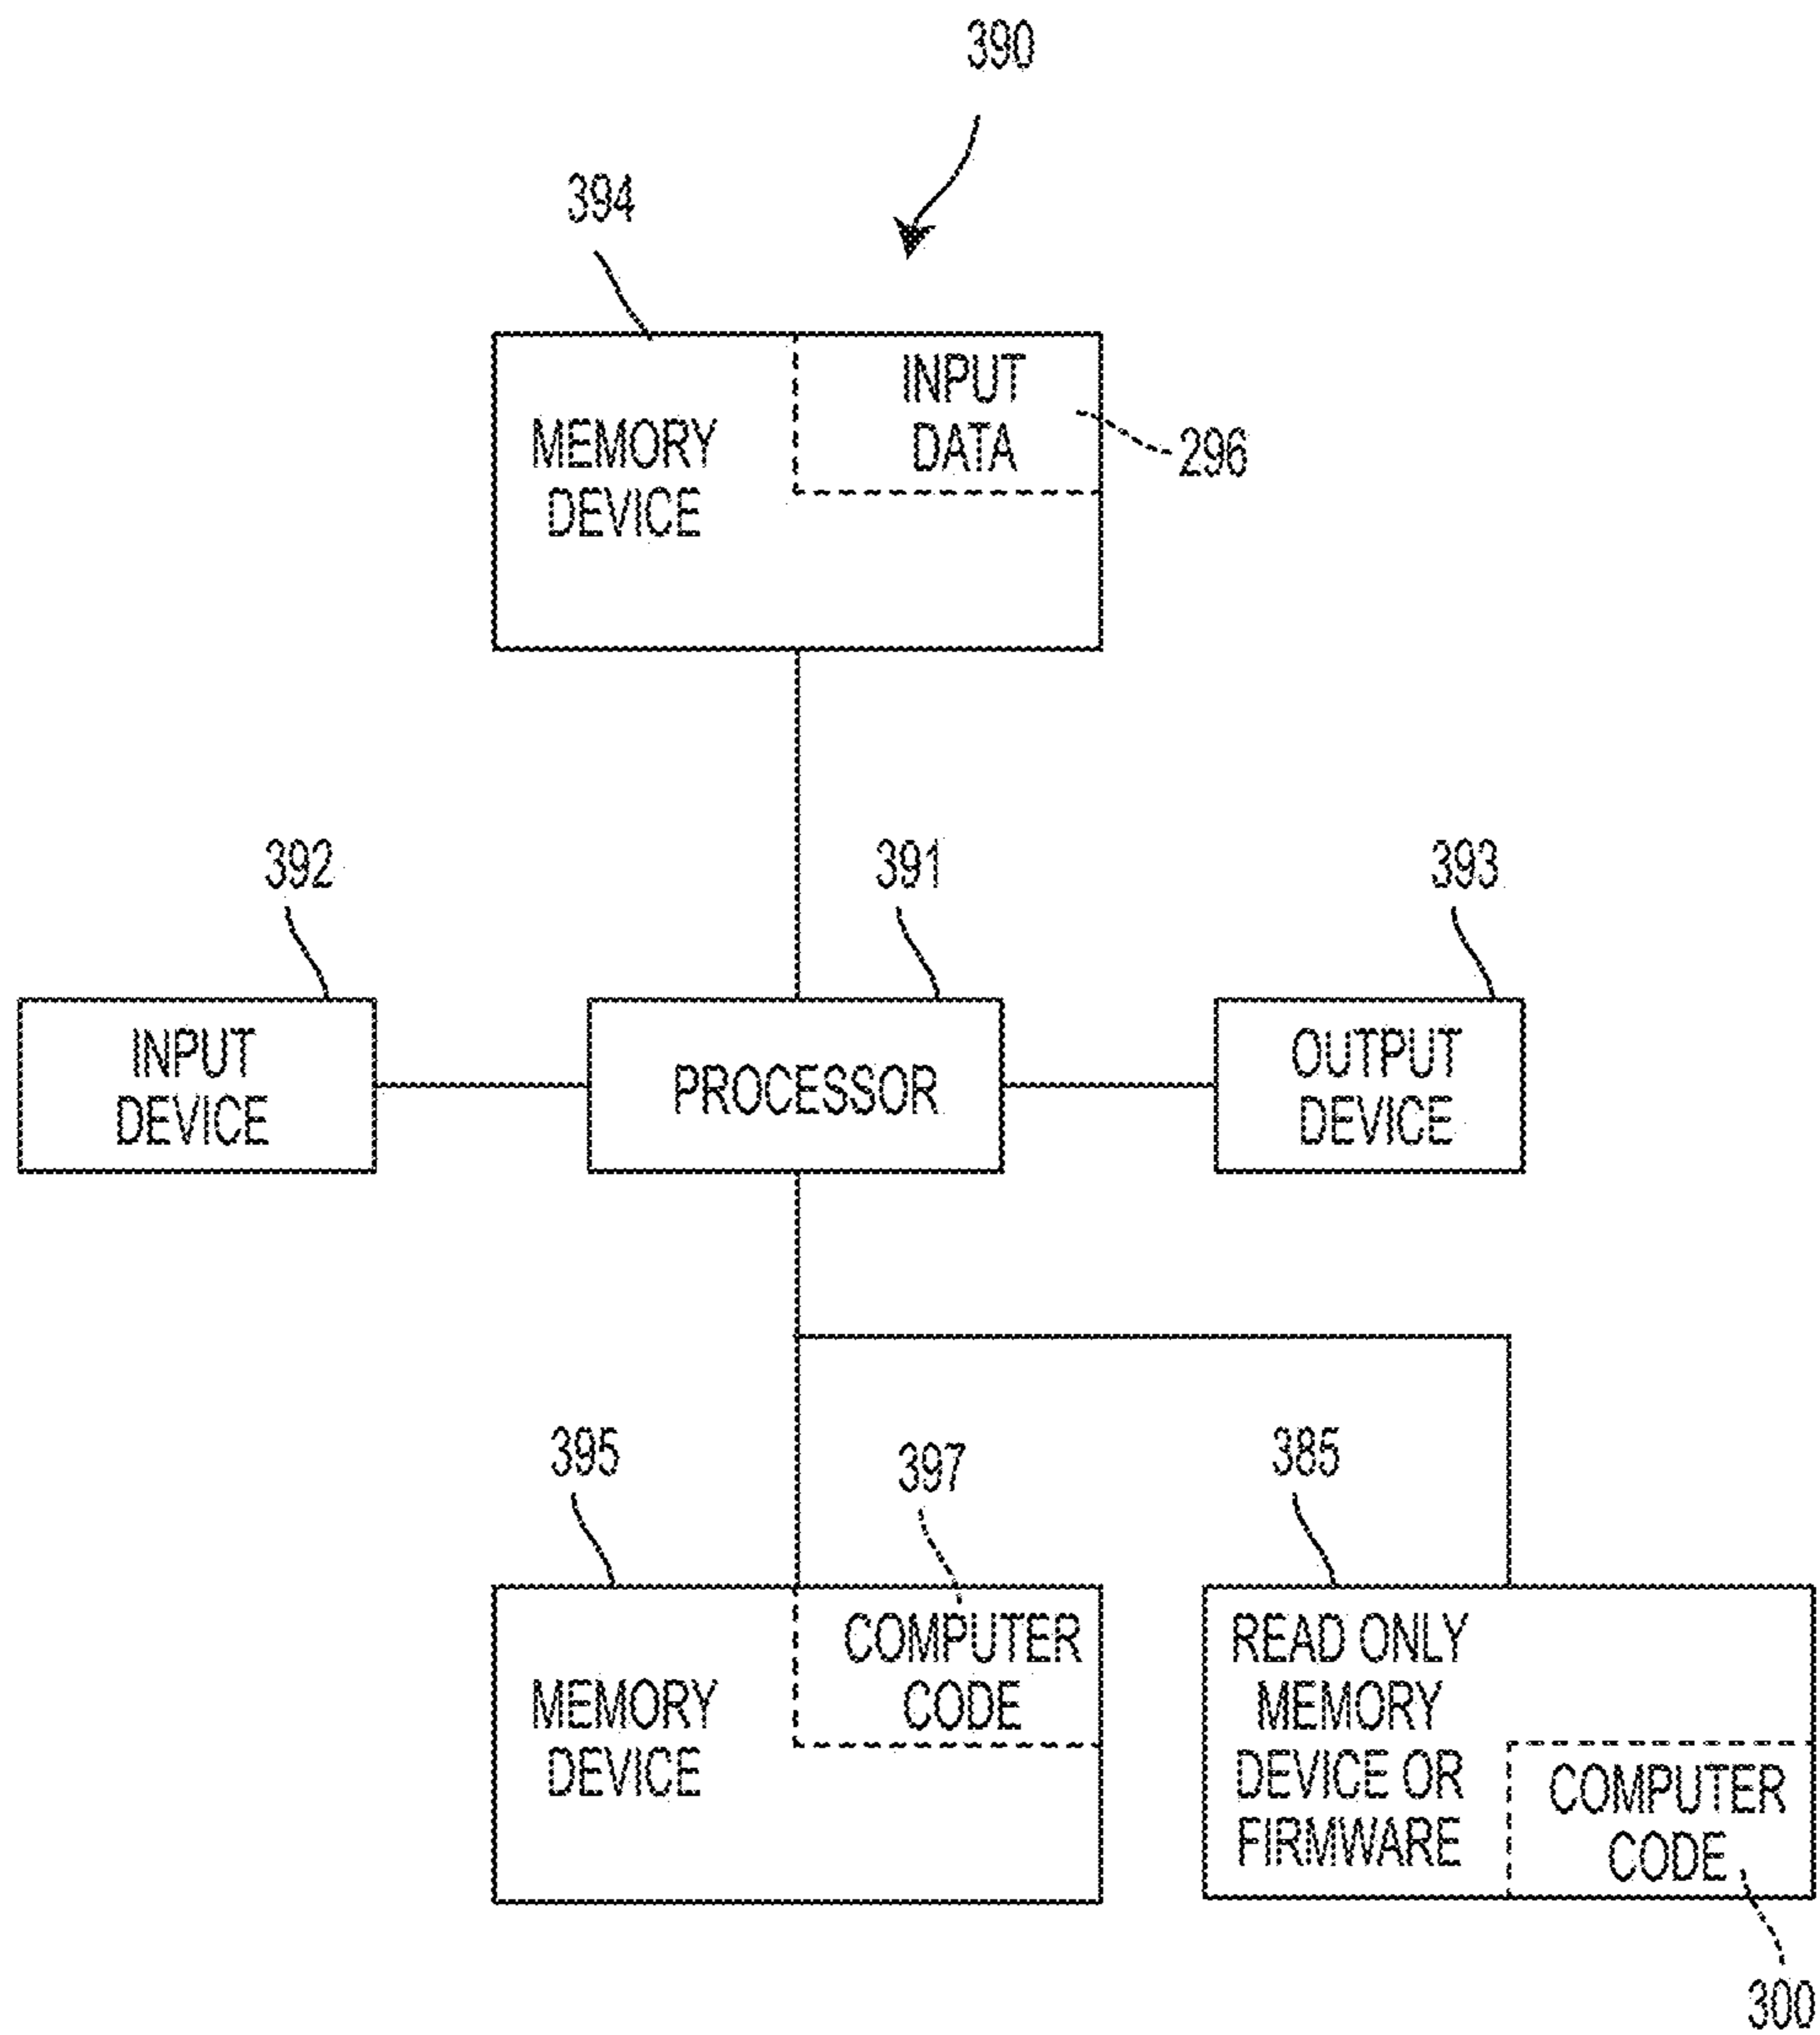 390
394
INPUT
DATA
MEMORY
DEVICE
296
392
391
393
INPUT
DEVICE
PROCESSOR
OUTPUT
DEVICE
395
397
385
COMPUTER
CODE
MEMORY
DEVICE
READ ONLY
MEMORY
DEVICE OR
FIRMWARE
COMPUTER
CODE
300